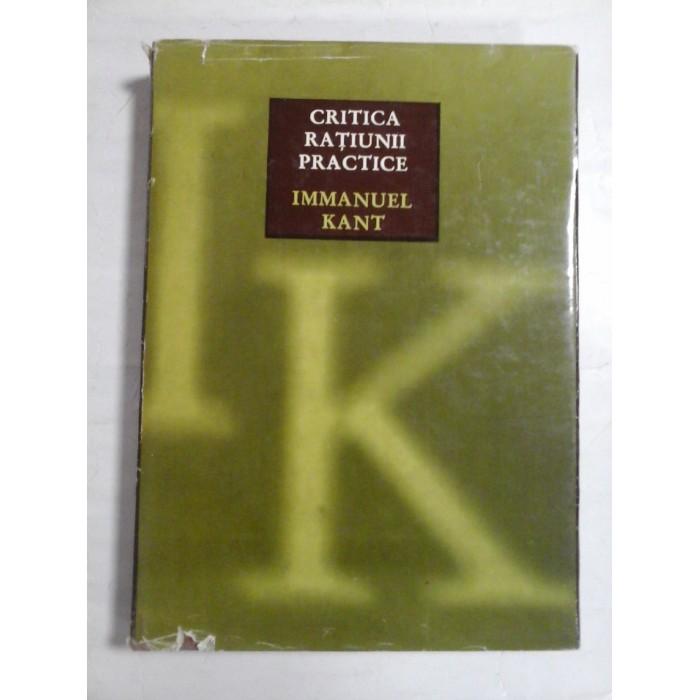 CRITICA
RAȚIUNII
PRACTICE
IMMANUEL
KANT
I K